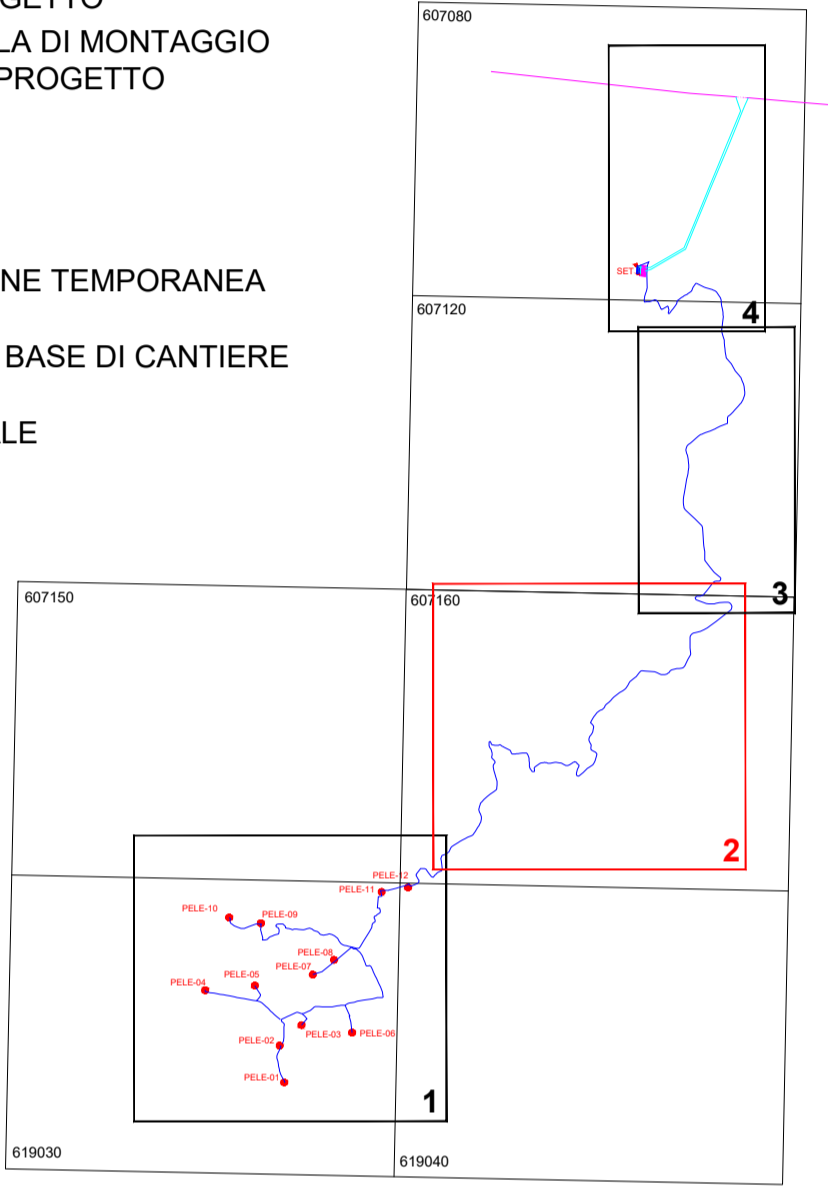 GETTO
LA DI MONTAGGIO
PROGETTO
NE TEMPORANEA
BASE DI CANTIERE
LE
607080
SET
607120
4
3
607150
607160
2
PELE-12
PELE-11
PELE-10
PELE-09
PELE-08
PELE-07
PELE-05
PELE-04
PELE-03
PELE-06
PELE-02
PELE-01
1
619030
619040